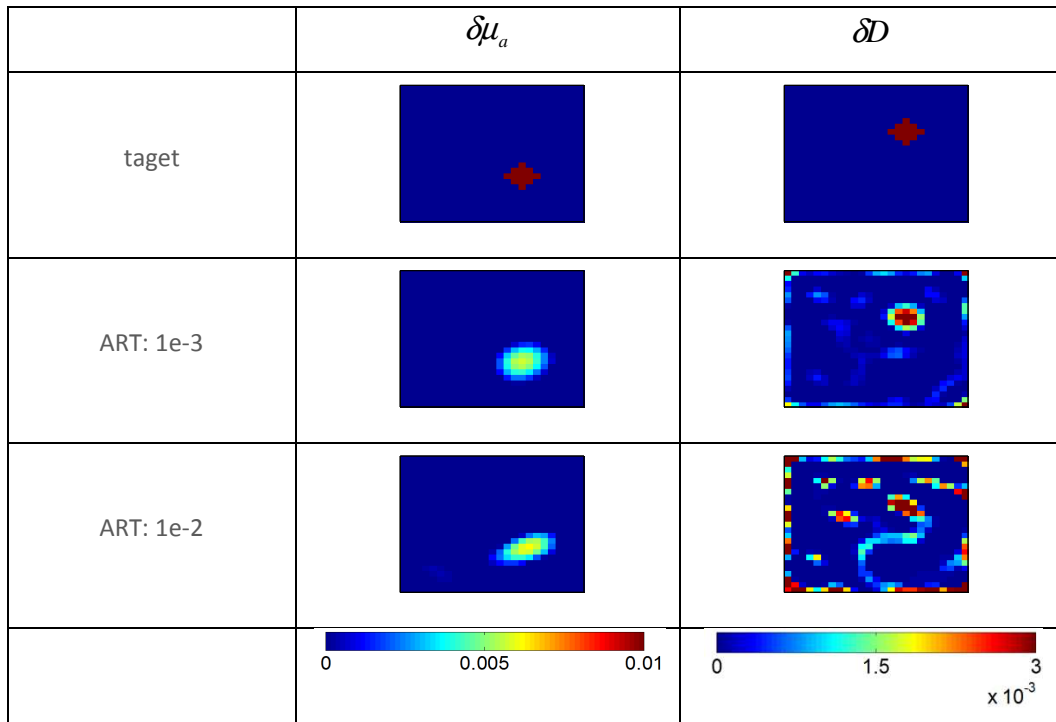 δμₐ δD
taget
ART: 1e-3
ART: 1e-2
0 0.005 0.01 0 1.5 3
x 10⁻³